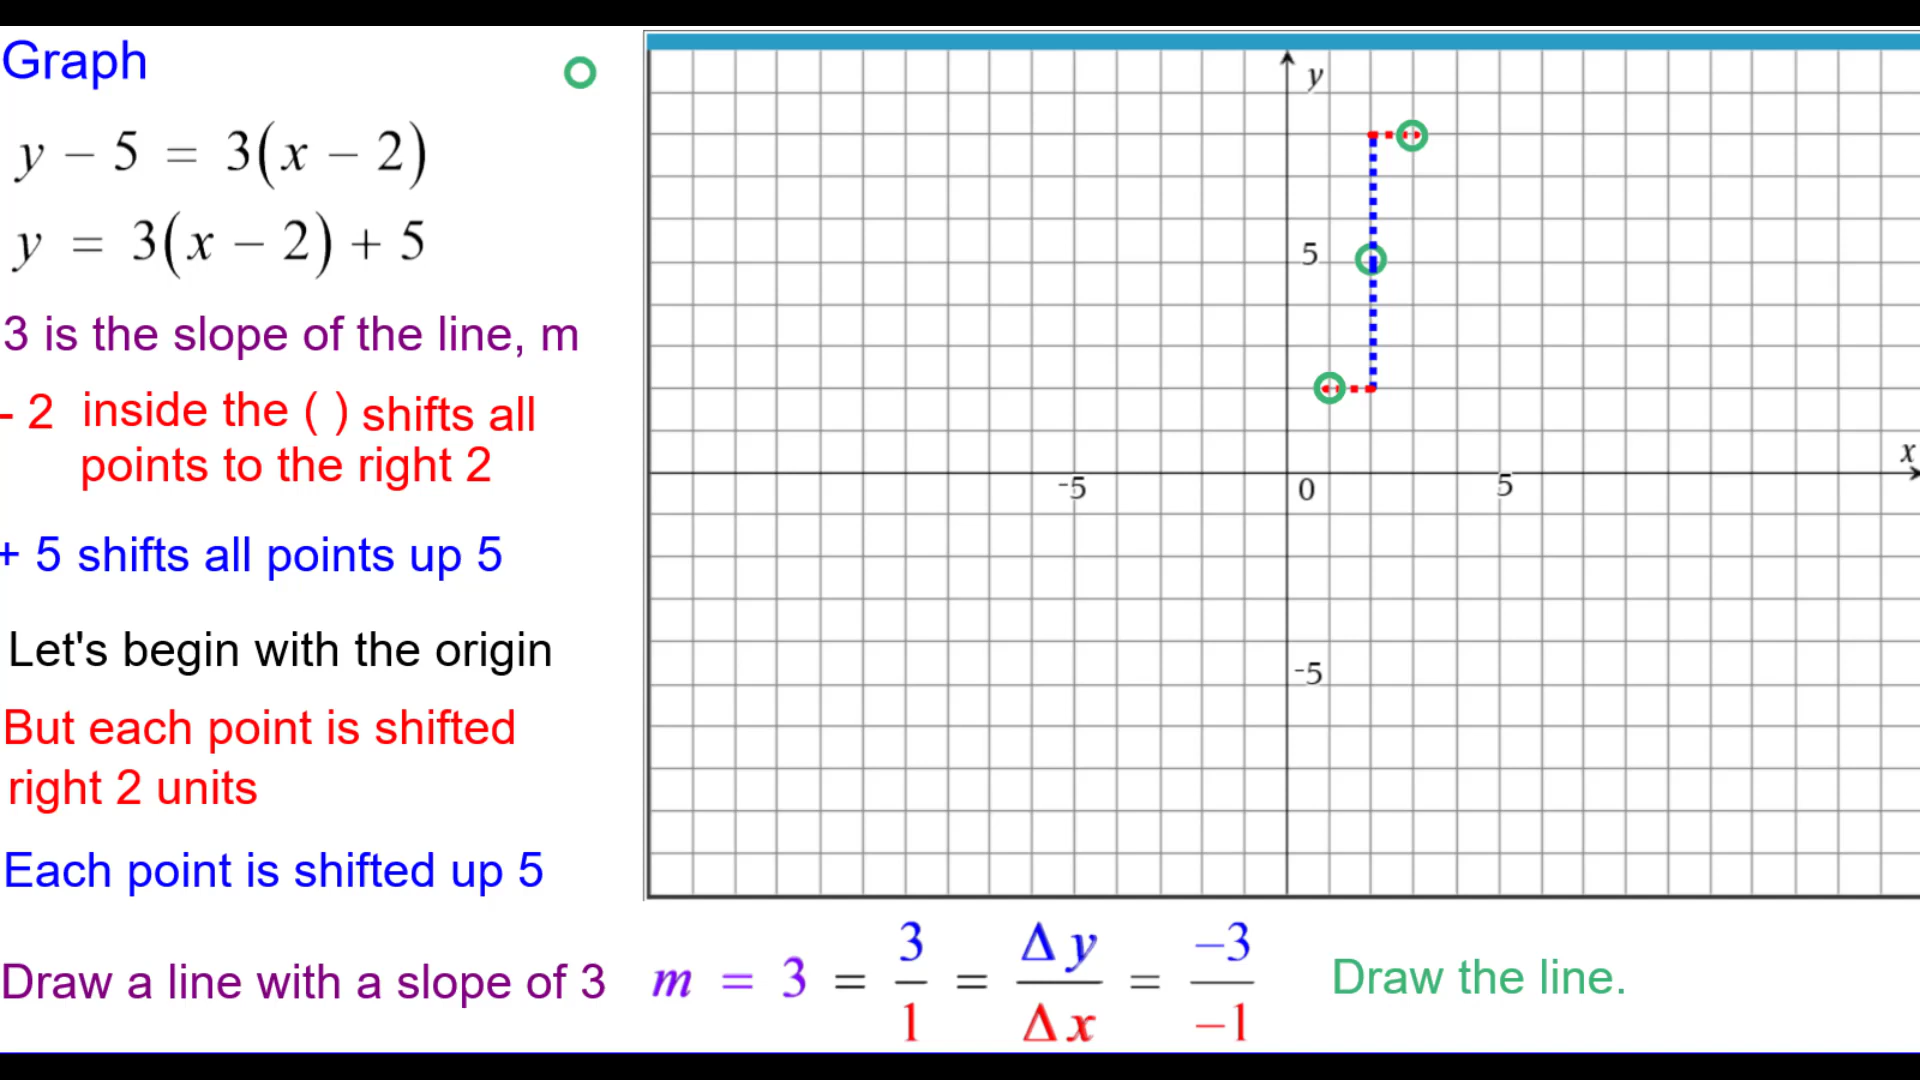 Graph
y − 5 = 3(x − 2)
y = 3(x − 2) + 5
3 is the slope of the line, m
- 2 inside the ( ) shifts all
points to the right 2
+ 5 shifts all points up 5
Let's begin with the origin
But each point is shifted
right 2 units
Each point is shifted up 5
Draw a line with a slope of 3
m = 3 = 3/1 = Δy/Δx = −3/−1
Draw the line.
y
5
x
-5 0 5
-5